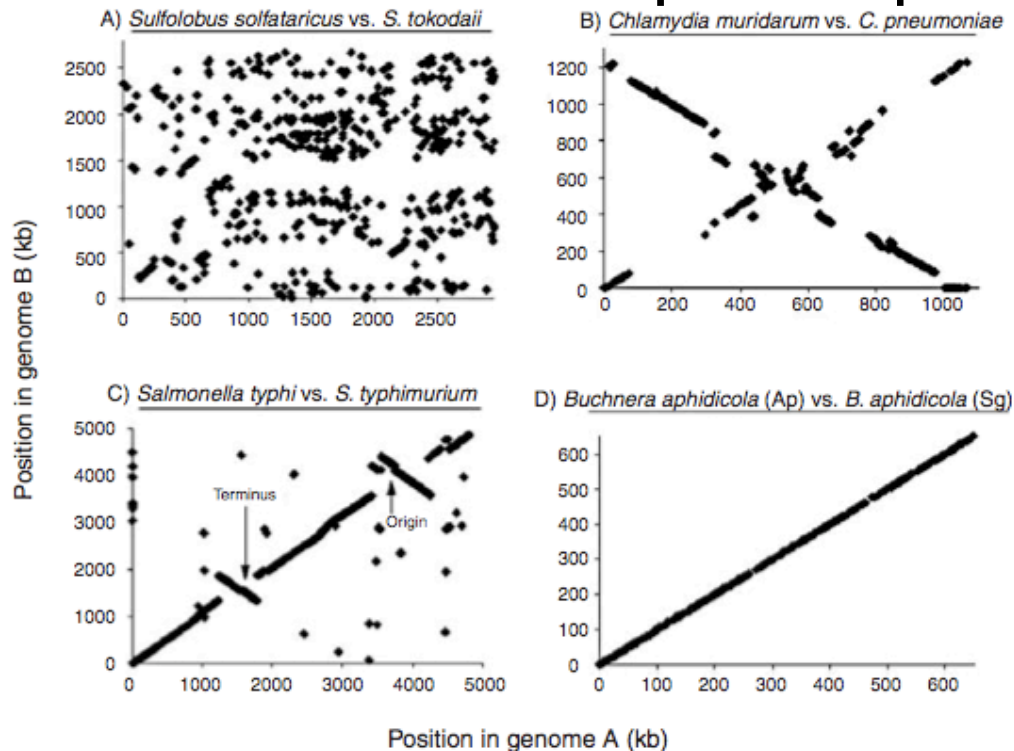 A) Sulfolobus solfataricus vs. S. tokodaii
B) Chlamydia muridarum vs. C. pneumoniae
2500
2000
1500
1000
500
0
0 500 1000 1500 2000 2500
1200
1000
800
600
400
200
0
0 200 400 600 800 1000
C) Salmonella typhi vs. S. typhimurium
D) Buchnera aphidicola (Ap) vs. B. aphidicola (Sg)
5000
4000
3000
2000
1000
0
Terminus
Origin
0 1000 2000 3000 4000 5000
600
500
400
300
200
100
0
0 100 200 300 400 500 600
Position in genome B (kb)
Position in genome A (kb)